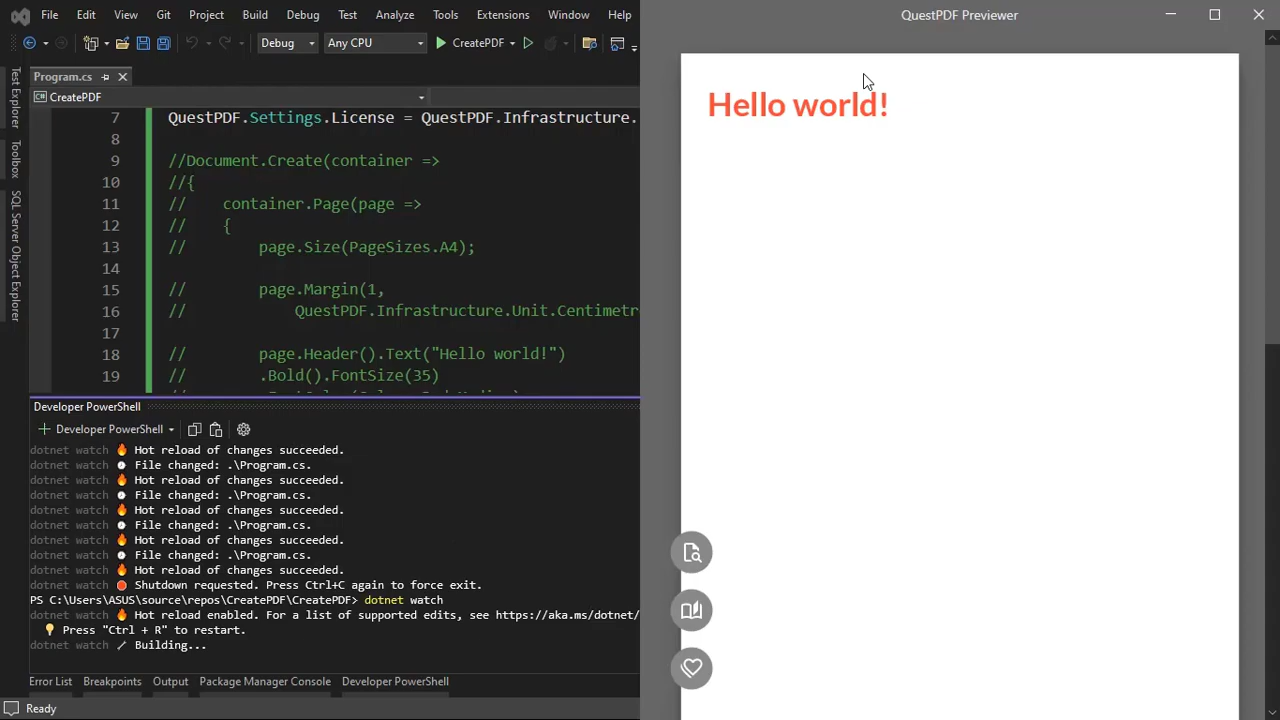 File Edit View Git Project Build Debug Test Analyze Tools Extensions Window Help
QuestPDF Previewer
Debug Any CPU CreatePDF
Program.cs
CreatePDF
Test Explorer
Toolbox
SQL Server Object Explorer
7 QuestPDF.Settings.License = QuestPDF.Infrastructure.
8
9 //Document.Create(container =>
10 //{
11 //    container.Page(page =>
12 //    {
13 //        page.Size(PageSizes.A4);
14
15 //        page.Margin(1,
16 //            QuestPDF.Infrastructure.Unit.Centimetr
17
18 //        page.Header().Text("Hello world!")
19 //        .Bold().FontSize(35)
Developer PowerShell
Developer PowerShell
dotnet watch 🔥 Hot reload of changes succeeded.
dotnet watch ⌚ File changed: .\Program.cs.
dotnet watch 🔥 Hot reload of changes succeeded.
dotnet watch ⌚ File changed: .\Program.cs.
dotnet watch 🔥 Hot reload of changes succeeded.
dotnet watch ⌚ File changed: .\Program.cs.
dotnet watch 🔥 Hot reload of changes succeeded.
dotnet watch ⌚ File changed: .\Program.cs.
dotnet watch 🔥 Hot reload of changes succeeded.
dotnet watch 🛑 Shutdown requested. Press Ctrl+C again to force exit.
PS C:\Users\ASUS\source\repos\CreatePDF\CreatePDF> dotnet watch
dotnet watch 🔥 Hot reload enabled. For a list of supported edits, see https://aka.ms/dotnet/
💡 Press "Ctrl + R" to restart.
dotnet watch 🔧 Building...
Error List Breakpoints Output Package Manager Console Developer PowerShell
Ready
Hello world!